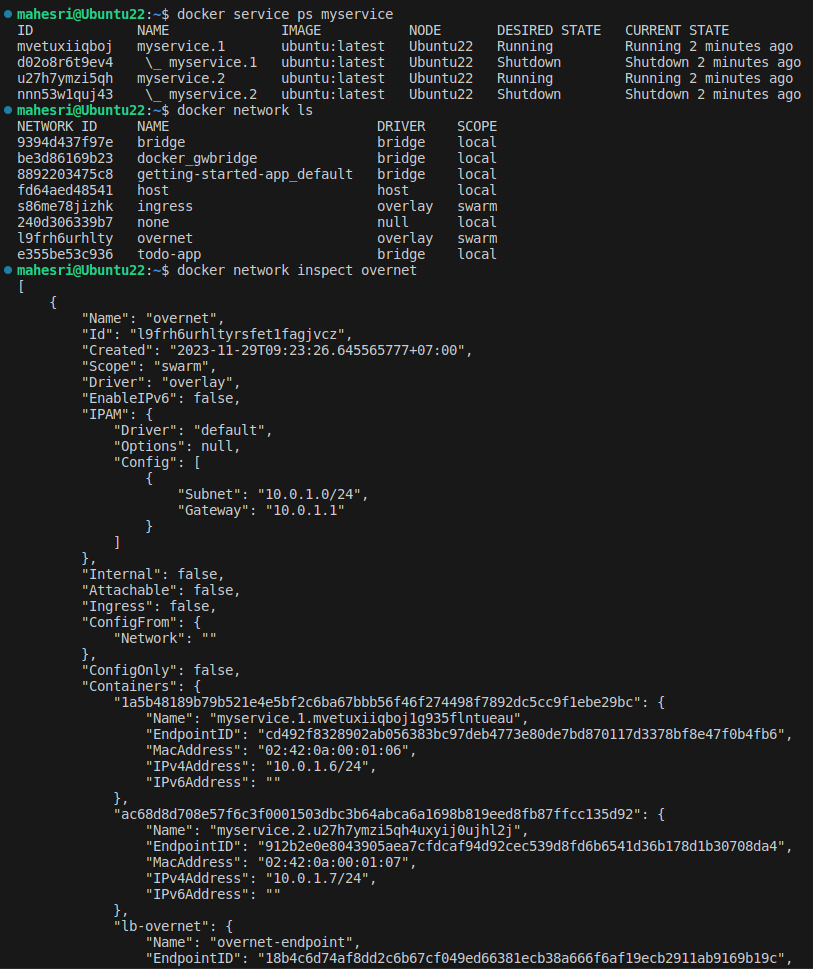 mahesri@Ubuntu22:~$ docker service ps myservice
ID             NAME              IMAGE           NODE       DESIRED STATE   CURRENT STATE
mvetuxiiqboj   myservice.1       ubuntu:latest   Ubuntu22   Running         Running 2 minutes ago
d02o8r6t9ev4    \_ myservice.1   ubuntu:latest   Ubuntu22   Shutdown        Shutdown 2 minutes ago
u27h7ymzi5qh   myservice.2       ubuntu:latest   Ubuntu22   Running         Running 2 minutes ago
nnn53w1quj43    \_ myservice.2   ubuntu:latest   Ubuntu22   Shutdown        Shutdown 2 minutes ago
mahesri@Ubuntu22:~$ docker network ls
NETWORK ID     NAME                          DRIVER    SCOPE
9394d437f97e   bridge                        bridge    local
be3d86169b23   docker_gwbridge               bridge    local
8892203475c8   getting-started-app_default   bridge    local
fd64aed48541   host                          host      local
s86me78jizhk   ingress                       overlay   swarm
240d306339b7   none                          null      local
l9frh6urhlty   overnet                       overlay   swarm
e355be53c936   todo-app                      bridge    local
mahesri@Ubuntu22:~$ docker network inspect overnet
[
    {
        "Name": "overnet",
        "Id": "l9frh6urhltyrsfet1fagjvcz",
        "Created": "2023-11-29T09:23:26.645565777+07:00",
        "Scope": "swarm",
        "Driver": "overlay",
        "EnableIPv6": false,
        "IPAM": {
            "Driver": "default",
            "Options": null,
            "Config": [
                {
                    "Subnet": "10.0.1.0/24",
                    "Gateway": "10.0.1.1"
                }
            ]
        },
        "Internal": false,
        "Attachable": false,
        "Ingress": false,
        "ConfigFrom": {
            "Network": ""
        },
        "ConfigOnly": false,
        "Containers": {
            "1a5b48189b79b521e4e5bf2c6ba67bbb56f46f274498f7892dc5cc9f1ebe29bc": {
                "Name": "myservice.1.mvetuxiiqboj1g935flntueau",
                "EndpointID": "cd492f8328902ab056383bc97deb4773e80de7bd870117d3378bf8e47f0b4fb6",
                "MacAddress": "02:42:0a:00:01:06",
                "IPv4Address": "10.0.1.6/24",
                "IPv6Address": ""
            },
            "ac68d8d708e57f6c3f0001503dbc3b64abca6a1698b819eed8fb87ffcc135d92": {
                "Name": "myservice.2.u27h7ymzi5qh4uxyij0ujhl2j",
                "EndpointID": "912b2e0e8043905aea7cfdcaf94d92cec539d8fd6b6541d36b178d1b30708da4",
                "MacAddress": "02:42:0a:00:01:07",
                "IPv4Address": "10.0.1.7/24",
                "IPv6Address": ""
            },
            "lb-overnet": {
                "Name": "overnet-endpoint",
                "EndpointID": "18b4c6d74af8dd2c6b67cf049ed66381ecb38a666f6af19ecb2911ab9169b19c",